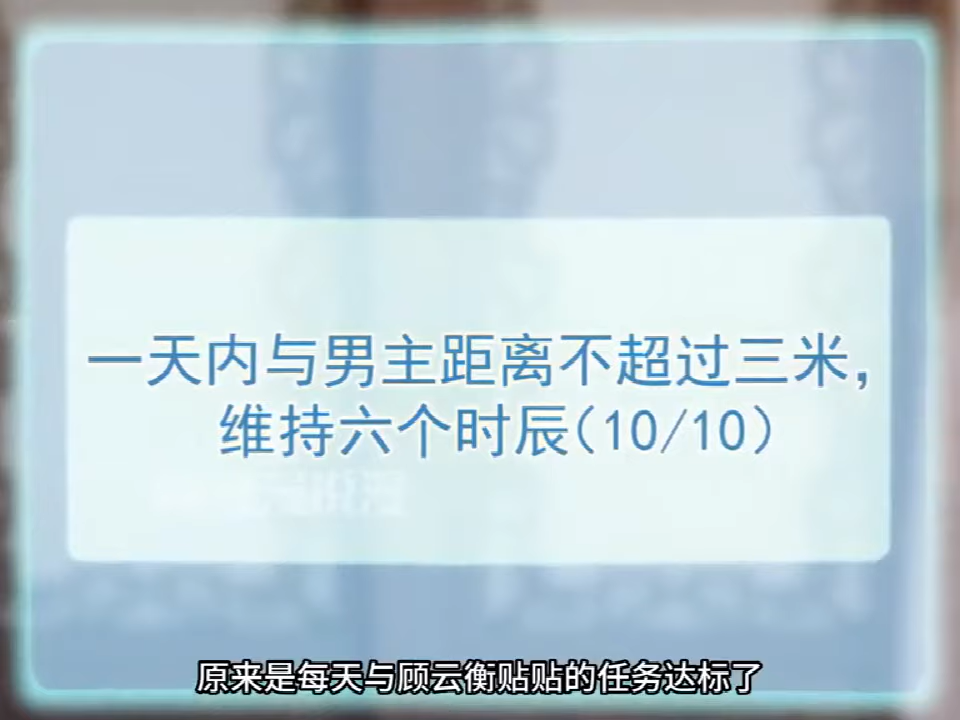 一天内与男主距离不超过三米，
维持六个时辰(10/10)
原来是每天与顾云衡贴贴的任务达标了